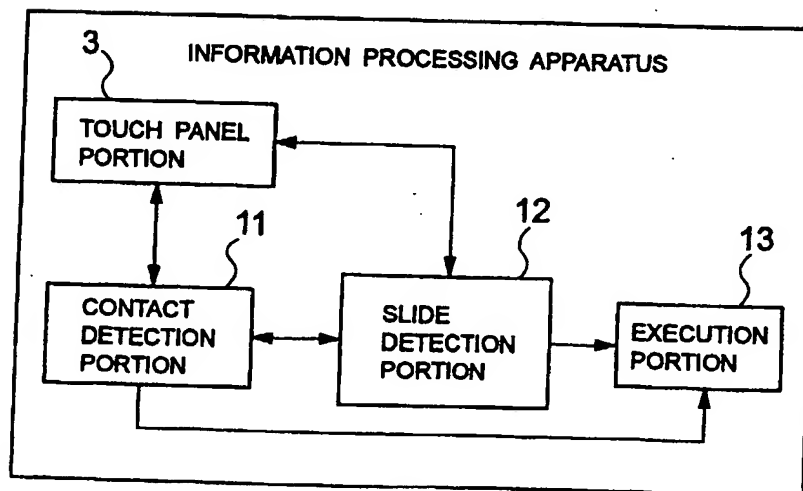 INFORMATION PROCESSING APPARATUS
3
TOUCH PANEL
PORTION
11
CONTACT
DETECTION
PORTION
12
SLIDE
DETECTION
PORTION
13
EXECUTION
PORTION